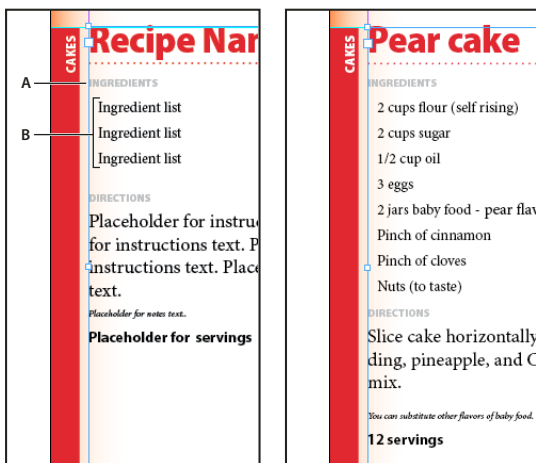 CAKES
Recipe Nar
A
INGREDIENTS
B
Ingredient list
Ingredient list
Ingredient list
DIRECTIONS
Placeholder for instru
for instructions text. P
instructions text. Place
text.
Placeholder for notes text..
Placeholder for servings
CAKES
Pear cake
INGREDIENTS
2 cups flour (self rising)
2 cups sugar
1/2 cup oil
3 eggs
2 jars baby food - pear flav
Pinch of cinnamon
Pinch of cloves
Nuts (to taste)
DIRECTIONS
Slice cake horizontally
ding, pineapple, and C
mix.
You can substitute other flavors of baby food.
12 servings